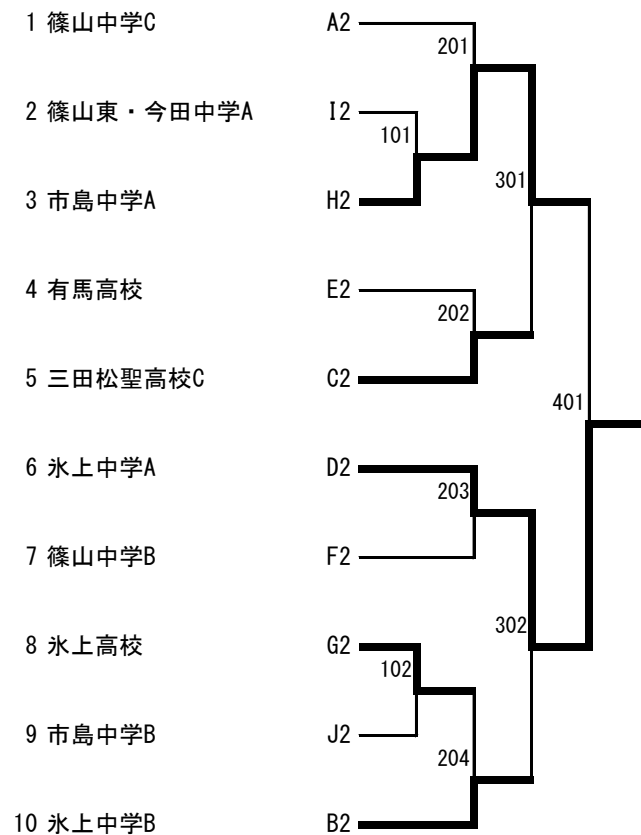 1 篠山中学C A2
201
2 篠山東・今田中学A I2
101
3 市島中学A H2
301
4 有馬高校 E2
202
5 三田松聖高校C C2
401
6 氷上中学A D2
203
7 篠山中学B F2
302
8 氷上高校 G2
102
9 市島中学B J2
204
10 氷上中学B B2